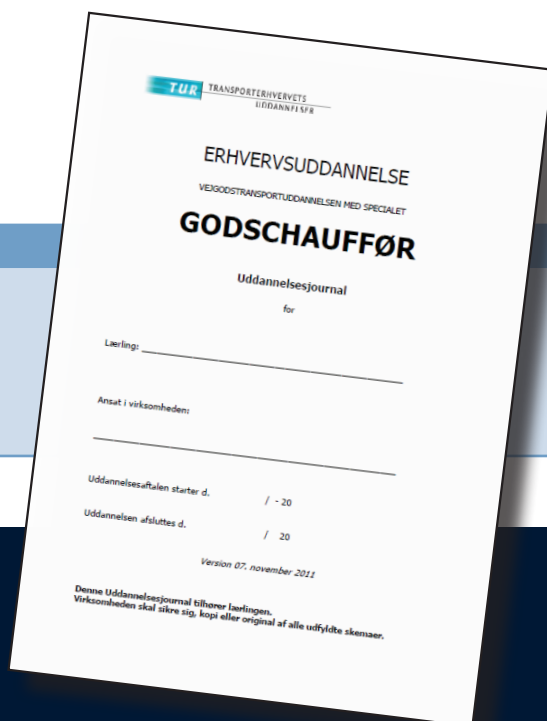 TUR TRANSPORTERHVERVETS
UDDANNELSER
ERHVERVSUDDANNELSE
VEJGODSTRANSPORTUDDANNELSEN MED SPECIALET
GODSCHAUFFØR
Uddannelsesjournal
for
Lærling:
Ansat i virksomheden:
Uddannelsesaftalen starter d. / - 20
Uddannelsen afsluttes d. / 20
Version 07. november 2011
Denne Uddannelsesjournal tilhører lærlingen.
Virksomheden skal sikre sig, kopi eller original af alle udfyldte skemaer.